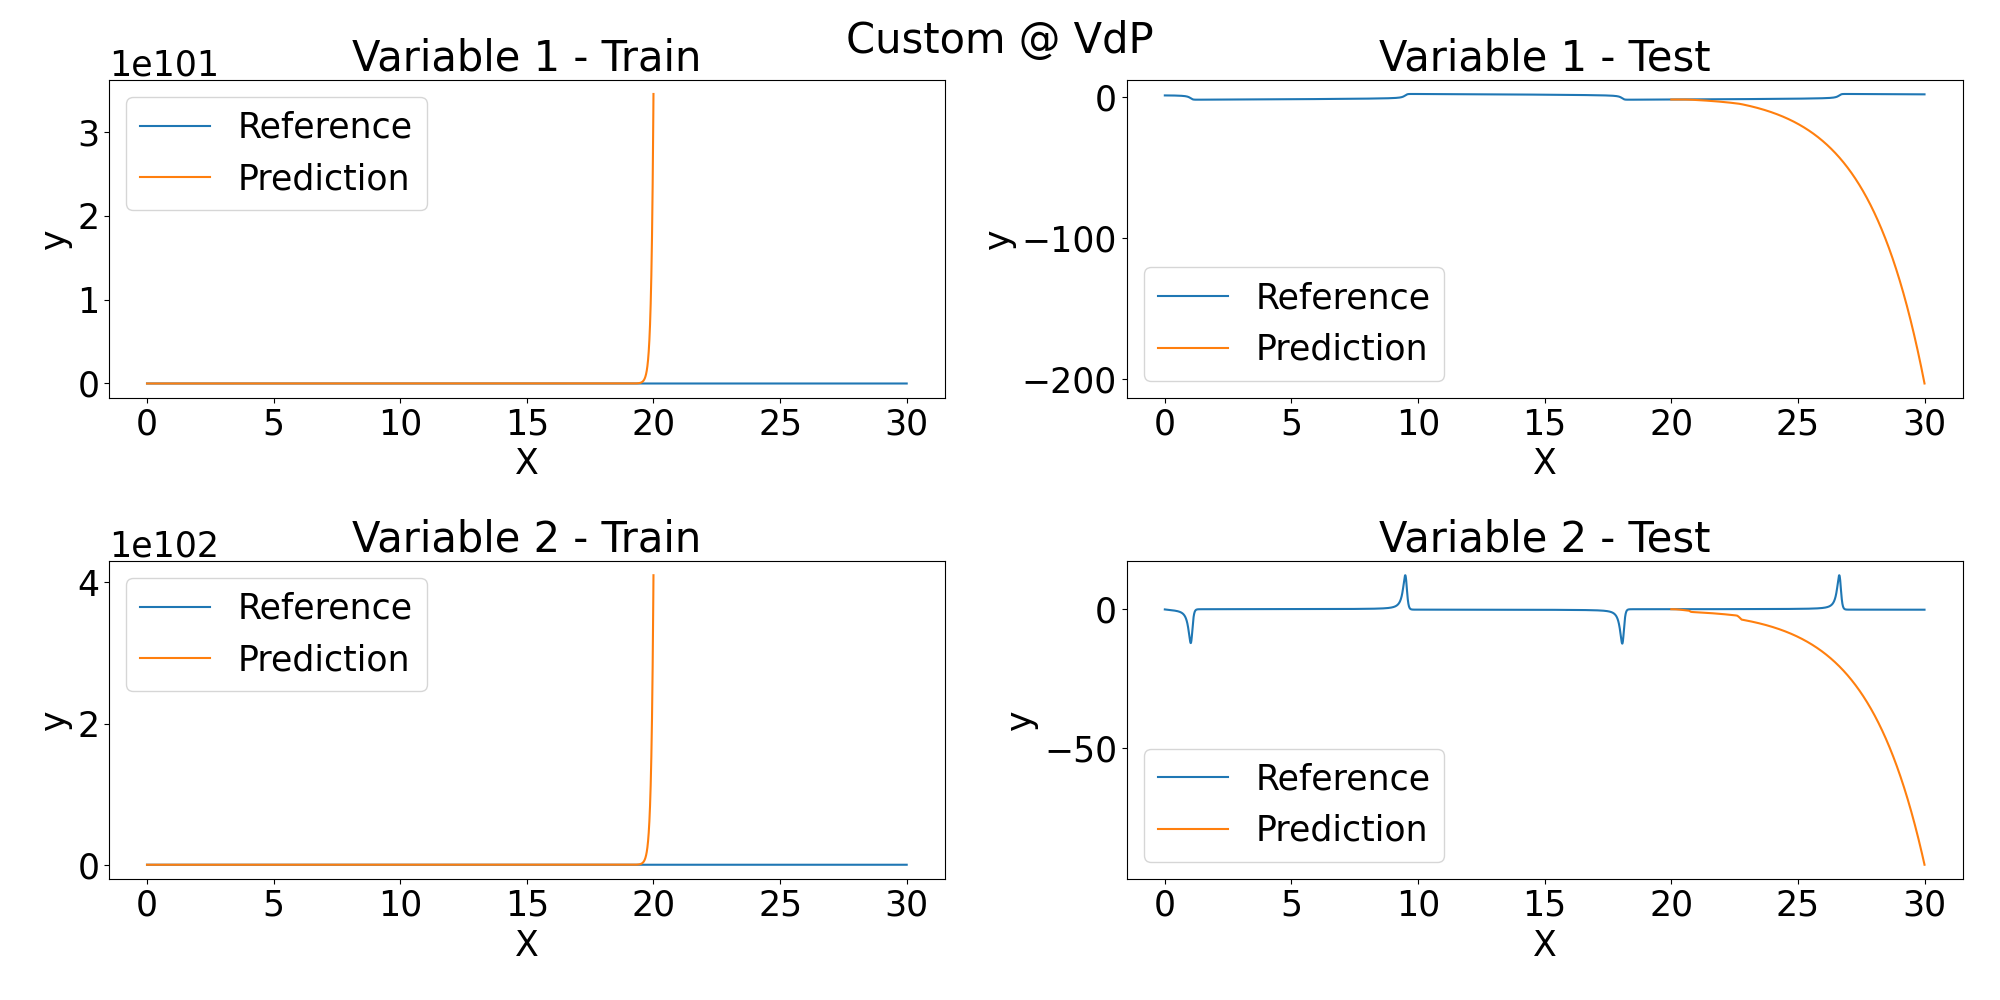 Custom @ VdP
Variable 1 - Train
1e101
3
2
1
0
y
Reference
Prediction
0 5 10 15 20 25 30
X
Variable 1 - Test
0
−100
−200
y
Reference
Prediction
0 5 10 15 20 25 30
X
Variable 2 - Train
1e102
4
2
0
y
Reference
Prediction
0 5 10 15 20 25 30
X
Variable 2 - Test
0
−50
y
Reference
Prediction
0 5 10 15 20 25 30
X